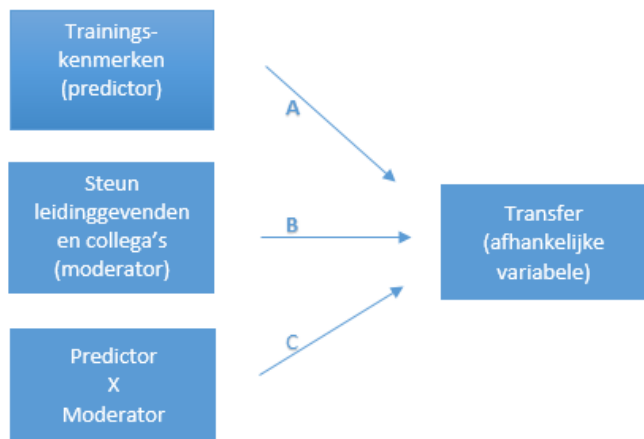 Trainings-
kenmerken
(predictor)
A
Steun
leidinggevenden
en collega's
(moderator)
B
Transfer
(afhankelijke
variabele)
C
Predictor
X
Moderator